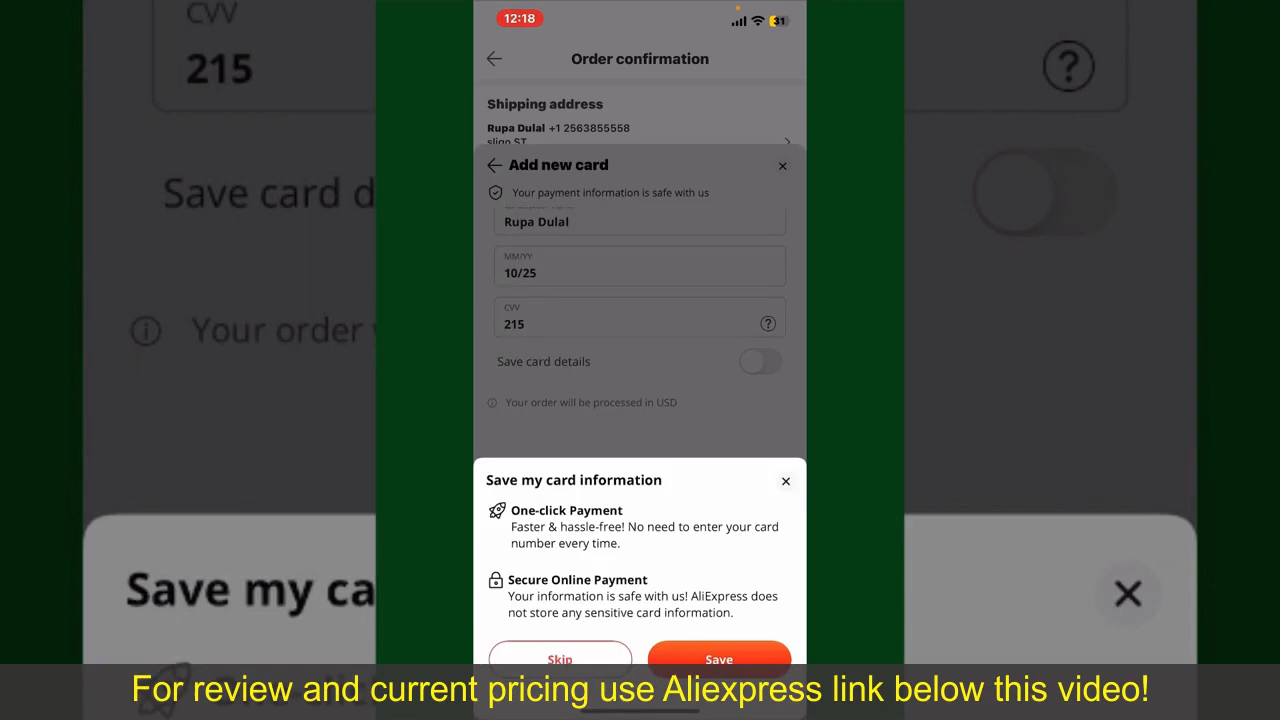 12:18
31
Order confirmation
Shipping address
Rupa Dulal +1 2563855558
sligo ST
Add new card
Your payment information is safe with us
Rupa Dulal
MM/YY
10/25
CVV
215
Save card details
Your order will be processed in USD
Save my card information
One-click Payment
Faster & hassle-free! No need to enter your card
number every time.
Secure Online Payment
Your information is safe with us! AliExpress does
not store any sensitive card information.
Skip
Save
CVV
215
Save card d
Your order
Save my ca
For review and current pricing use Aliexpress link below this video!